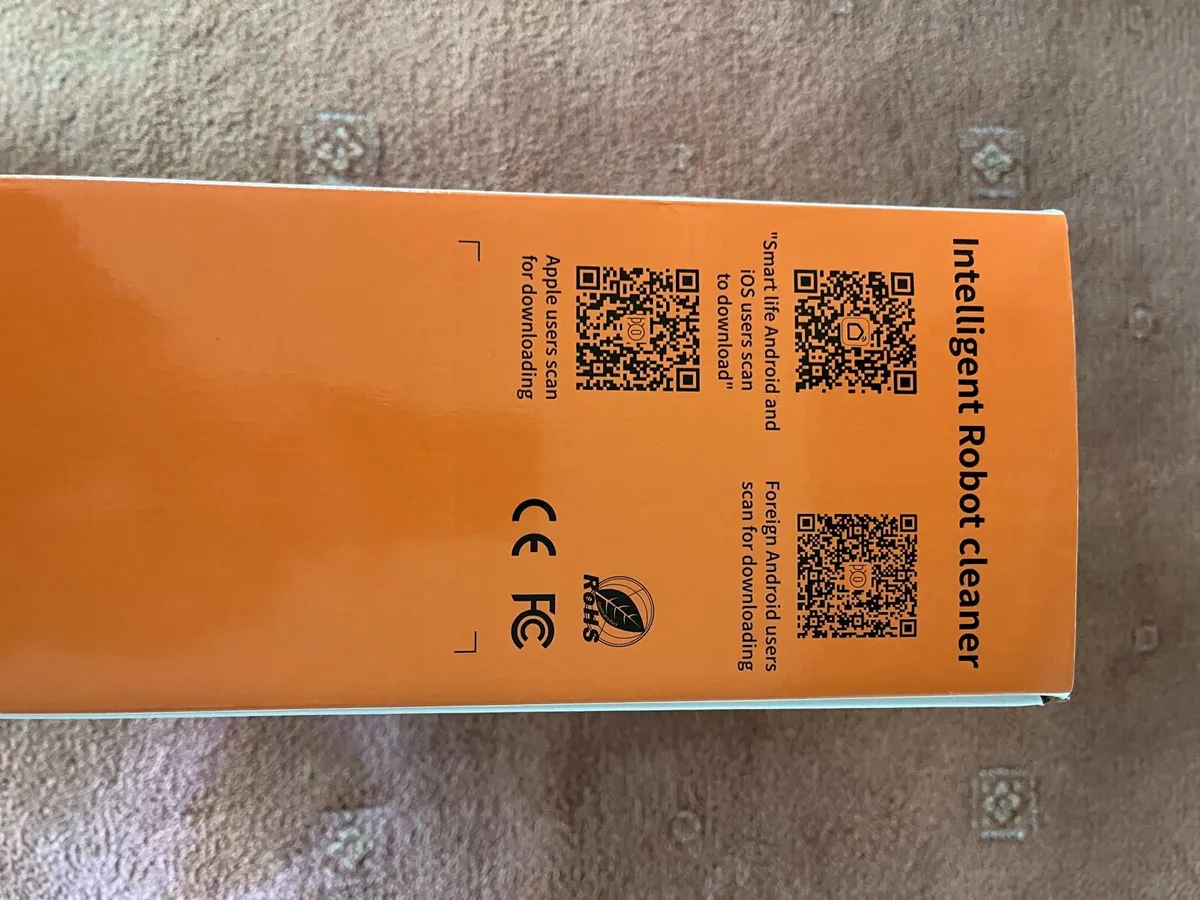 Intelligent Robot cleaner
"Smart life Android and
iOS users scan
to download"
Foreign Android users
scan for downloading
Apple users scan
for downloading
RoHS
CE FC